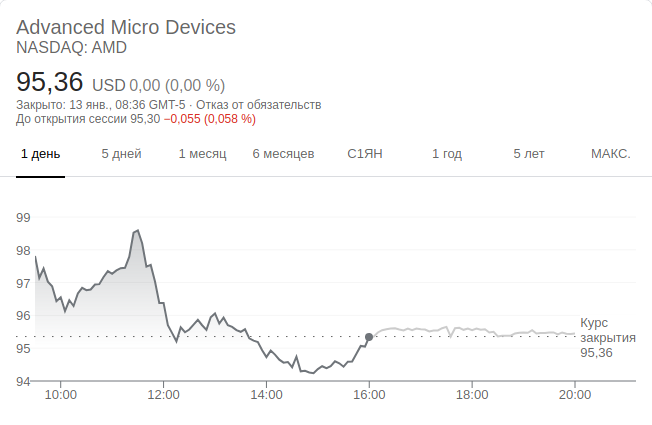 Advanced Micro Devices
NASDAQ: AMD
95,36 USD 0,00 (0,00 %)
Закрыто: 13 янв., 08:36 GMT-5 · Отказ от обязательств
До открытия сессии 95,30 −0,055 (0,058 %)
1 день 5 дней 1 месяц 6 месяцев С1ЯН 1 год 5 лет МАКС.
99
98
97
96
95
94
Курс
закрытия
95,36
10:00 12:00 14:00 16:00 18:00 20:00